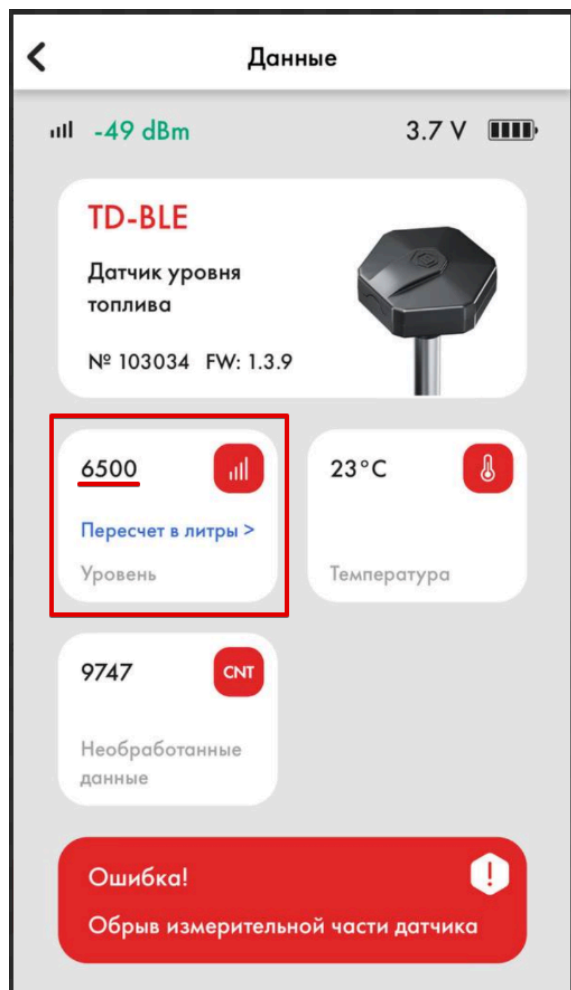 Данные
-49 dBm
3.7 V
TD-BLE
Датчик уровня
топлива
№ 103034 FW: 1.3.9
6500
Пересчет в литры >
Уровень
23°C
Температура
9747
CNT
Необработанные
данные
Ошибка!
Обрыв измерительной части датчика